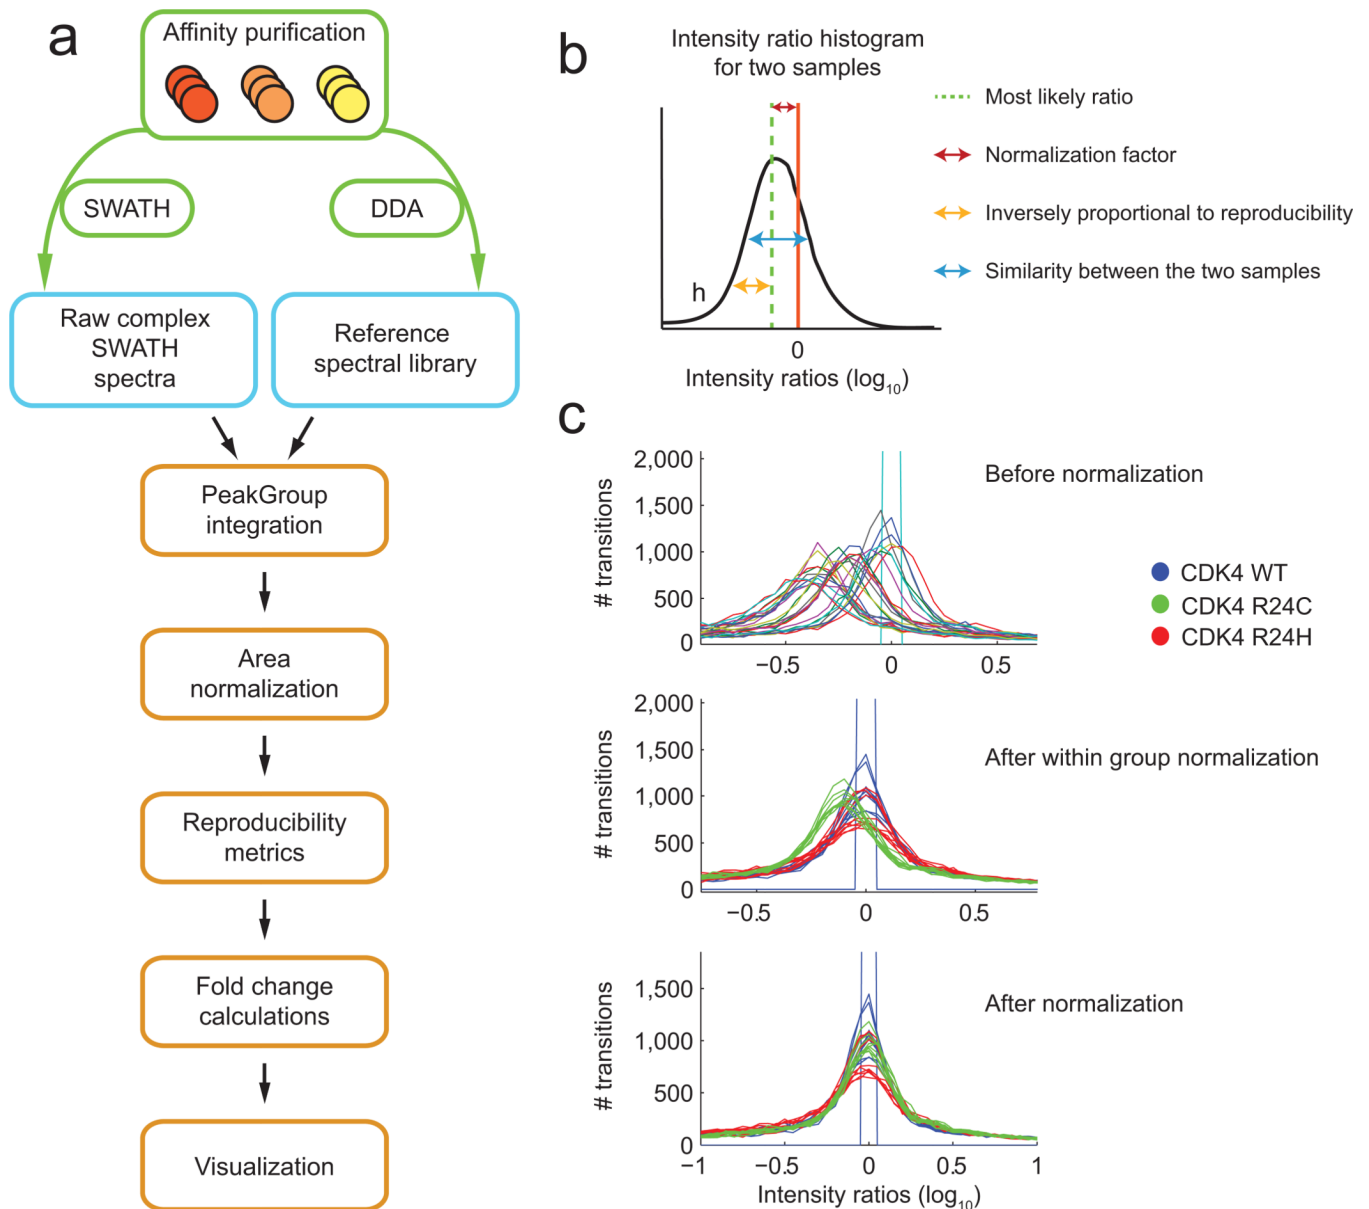 a
Affinity purification
SWATH
DDA
Raw complex
SWATH
spectra
Reference
spectral library
PeakGroup
integration
Area
normalization
Reproducibility
metrics
Fold change
calculations
Visualization
b
Intensity ratio histogram
for two samples
h
0
Intensity ratios (log10)
Most likely ratio
Normalization factor
Inversely proportional to reproducibility
Similarity between the two samples
c
2,000
1,500
1,000
500
0
# transitions
−0.5
0
0.5
Before normalization
CDK4 WT
CDK4 R24C
CDK4 R24H
2,000
1,500
1,000
500
0
# transitions
−0.5
0
0.5
After within group normalization
1,500
1,000
500
0
# transitions
−1
−0.5
0
0.5
1
Intensity ratios (log10)
After normalization